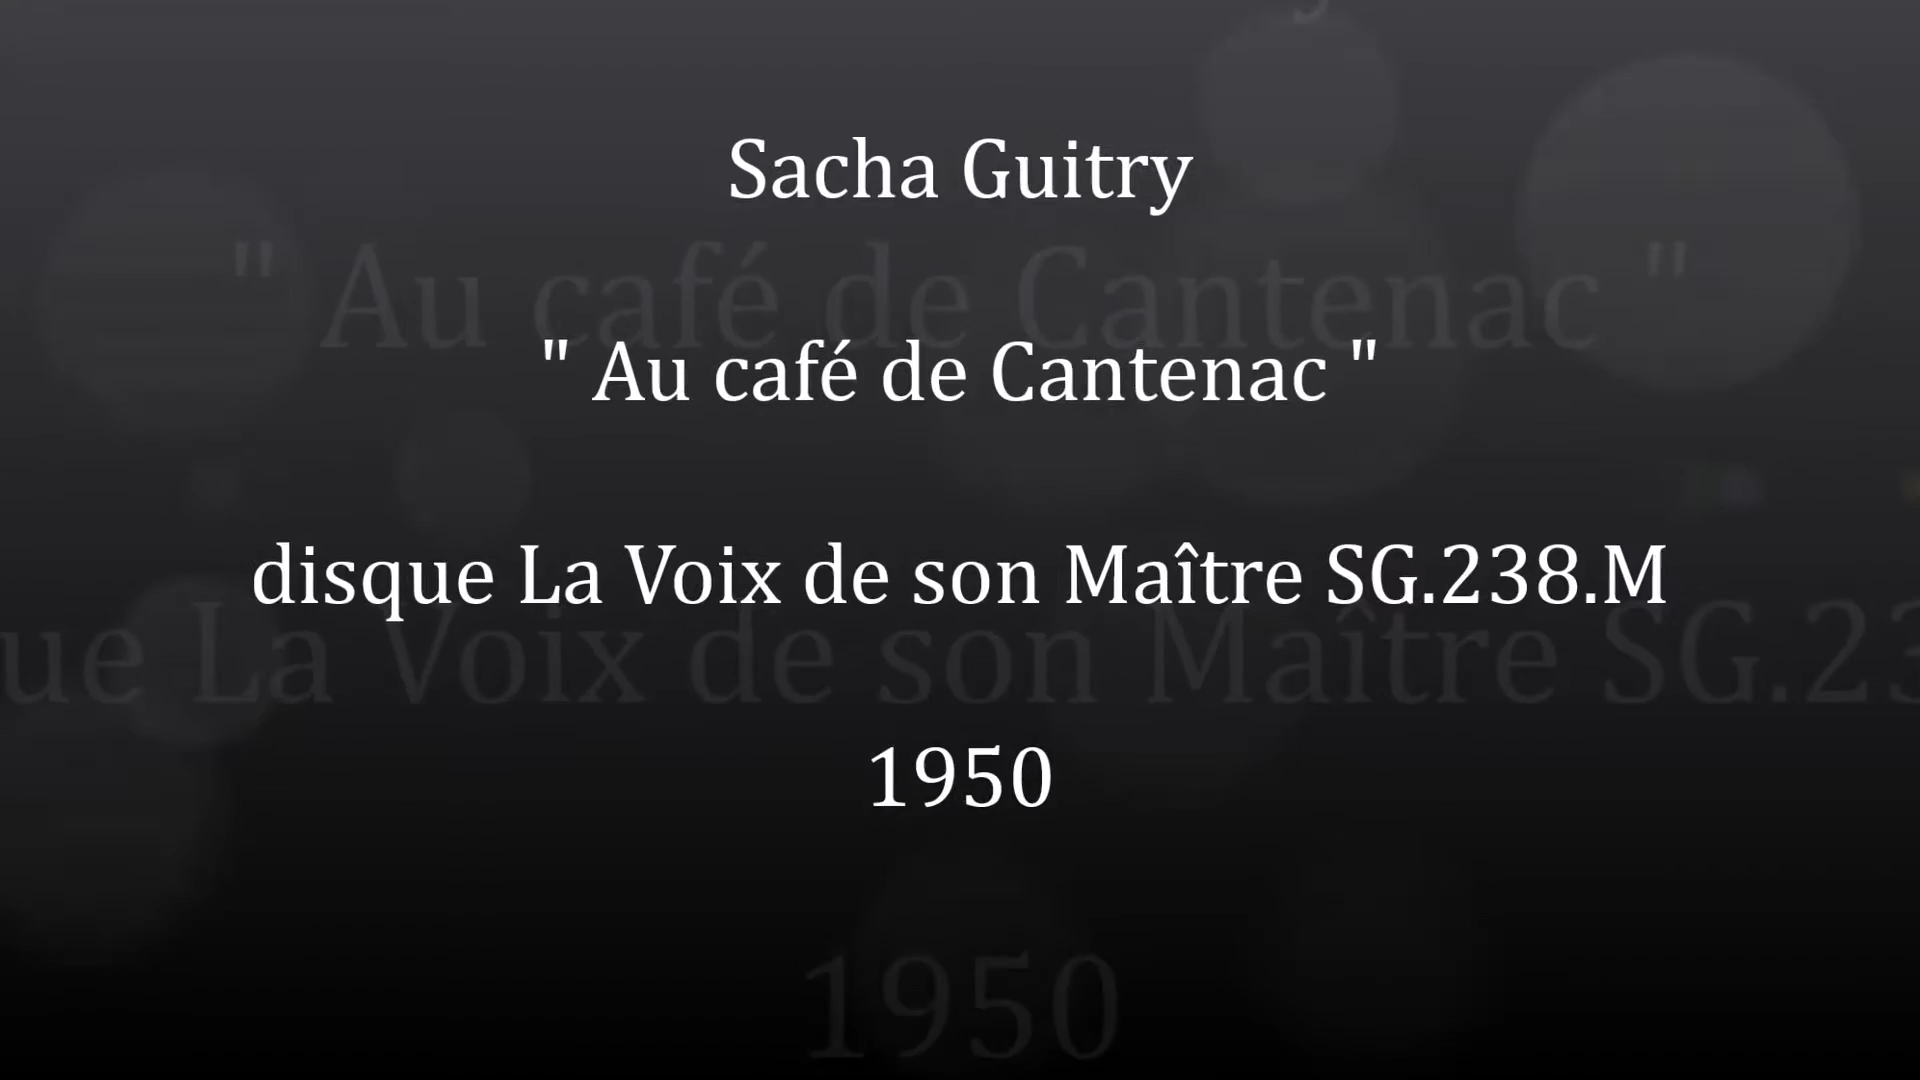 Sacha Guitry
" Au café de Cantenac "
disque La Voix de son Maître SG.238.M
1950